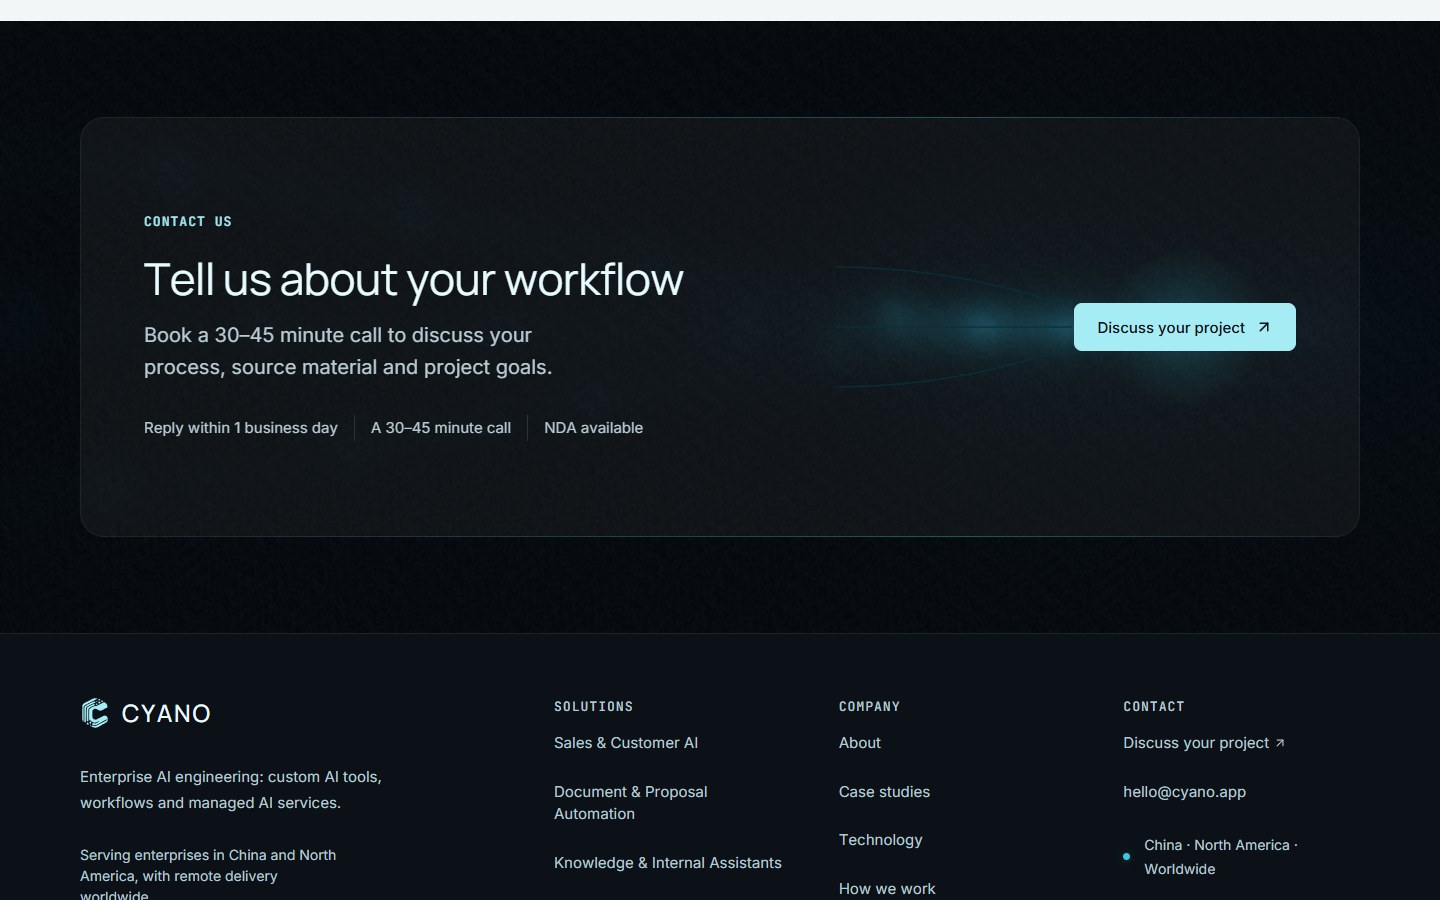 CONTACT US
Tell us about your workflow
Book a 30–45 minute call to discuss your
process, source material and project goals.
Reply within 1 business day
A 30–45 minute call
NDA available
Discuss your project
CYANO
Enterprise AI engineering: custom AI tools,
workflows and managed AI services.
Serving enterprises in China and North
America, with remote delivery
worldwide
SOLUTIONS
Sales & Customer AI
Document & Proposal
Automation
Knowledge & Internal Assistants
COMPANY
About
Case studies
Technology
How we work
CONTACT
Discuss your project
hello@cyano.app
China · North America ·
Worldwide